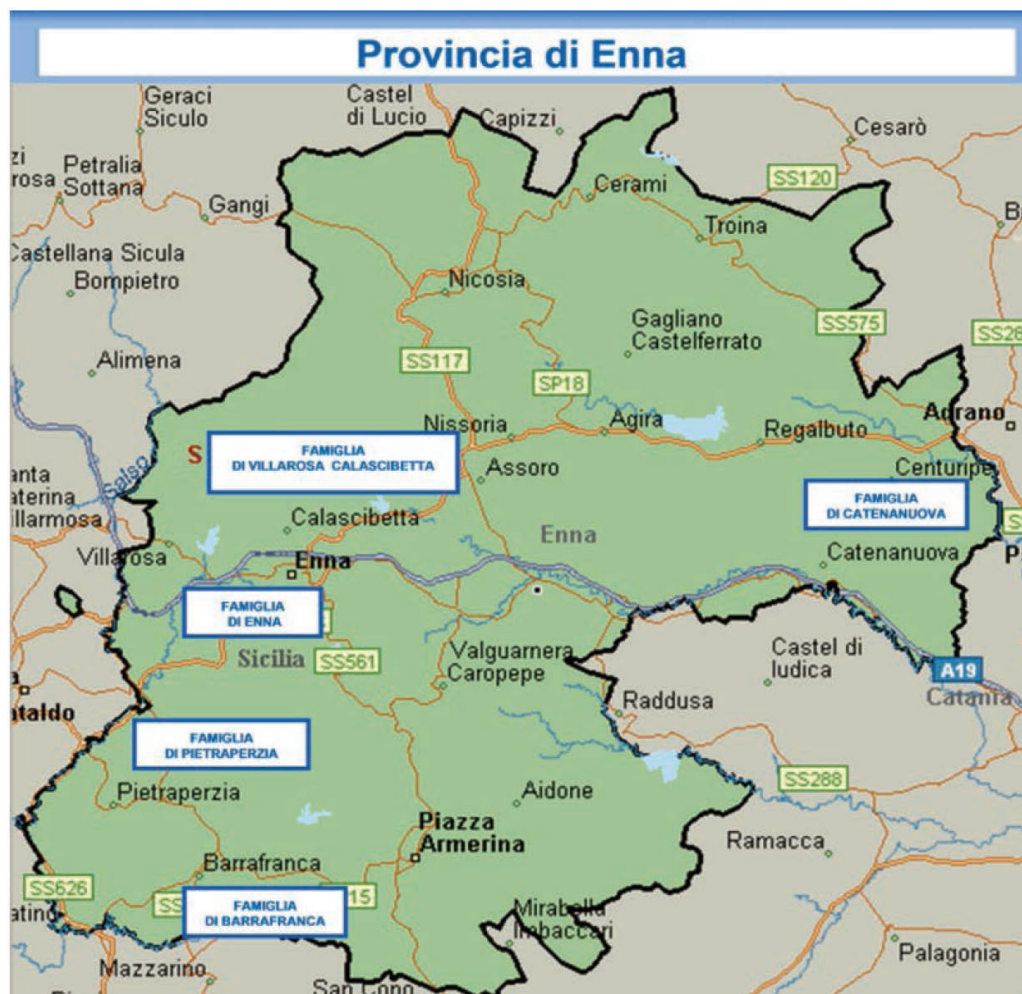 Provincia di Enna
Geraci
Siculo
Castel
di Lucio
Capizzi
Cesarò
Petralia
Sottana
SS120
Cerami
Gangi
Troina
Castellana Sicula
Bompietro
Nicosia
SS575
Gagliano
Castelferrato
Alimena
SS117
SP18
Adrano
Nissoria
Agira
Regalbuto
S
FAMIGLIA
DI VILLAROSA CALASCIBETTA
Assoro
Centuripe
Salso
FAMIGLIA
DI CATENANUOVA
Calascibetta
Enna
Villarosa
Enna
Catenanuova
FAMIGLIA
DI ENNA
Sicilia
SS561
Valguarnera
Caropepe
Castel di
Iudica
A19
Catania
Raddusa
FAMIGLIA
DI PIETRAPERZIA
SS288
Pietraperzia
Aidone
Piazza
Armerina
Ramacca
Barrafranca
SS626
FAMIGLIA
DI BARRAFRANCA
15
Mirabella
Imbaccari
Palagonia
Mazzarino
San Cono